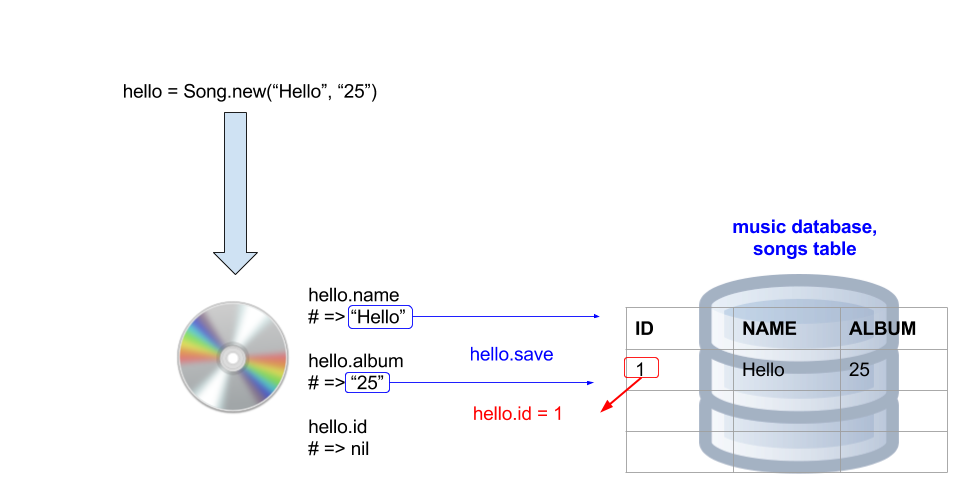 hello = Song.new(“Hello”, “25”)
music database,
songs table
hello.name
# => “Hello”
hello.album
# => “25”
hello.id
# => nil
hello.save
hello.id = 1
ID NAME ALBUM
1 Hello 25